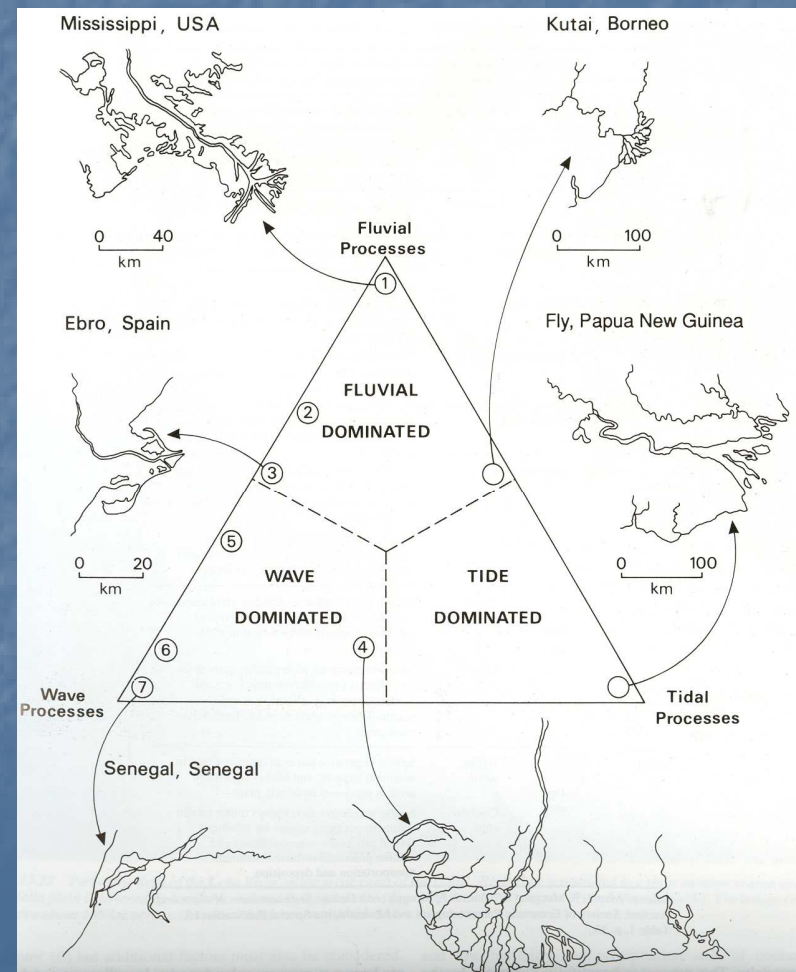 Mississippi, USA
Kutai, Borneo
0 40
km
Fluvial
Processes
0 100
km
1
Ebro, Spain
Fly, Papua New Guinea
FLUVIAL
DOMINATED
2
3
0 20
km
5
0 100
km
WAVE
DOMINATED
TIDE
DOMINATED
4
6
7
Wave
Processes
Tidal
Processes
Senegal, Senegal